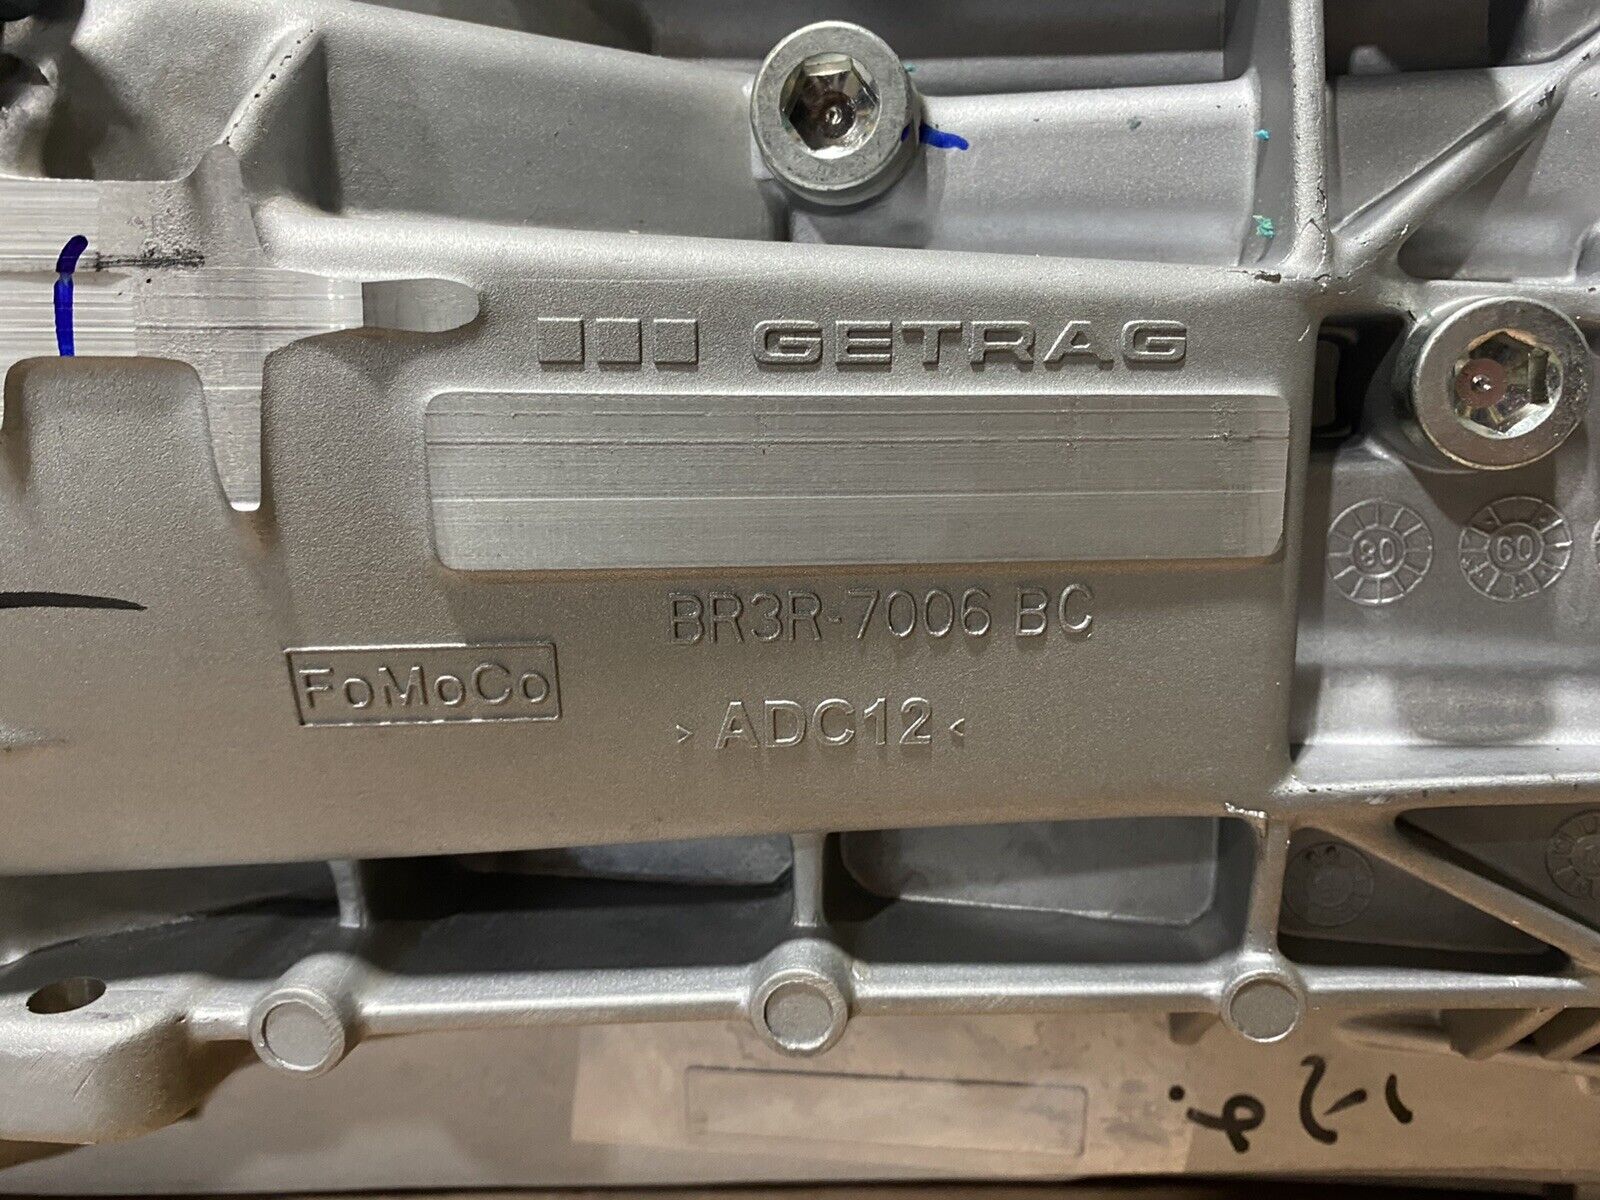 GETRAG
80
60
BR3R-7006 BC
FoMoCo
> ADC12 <